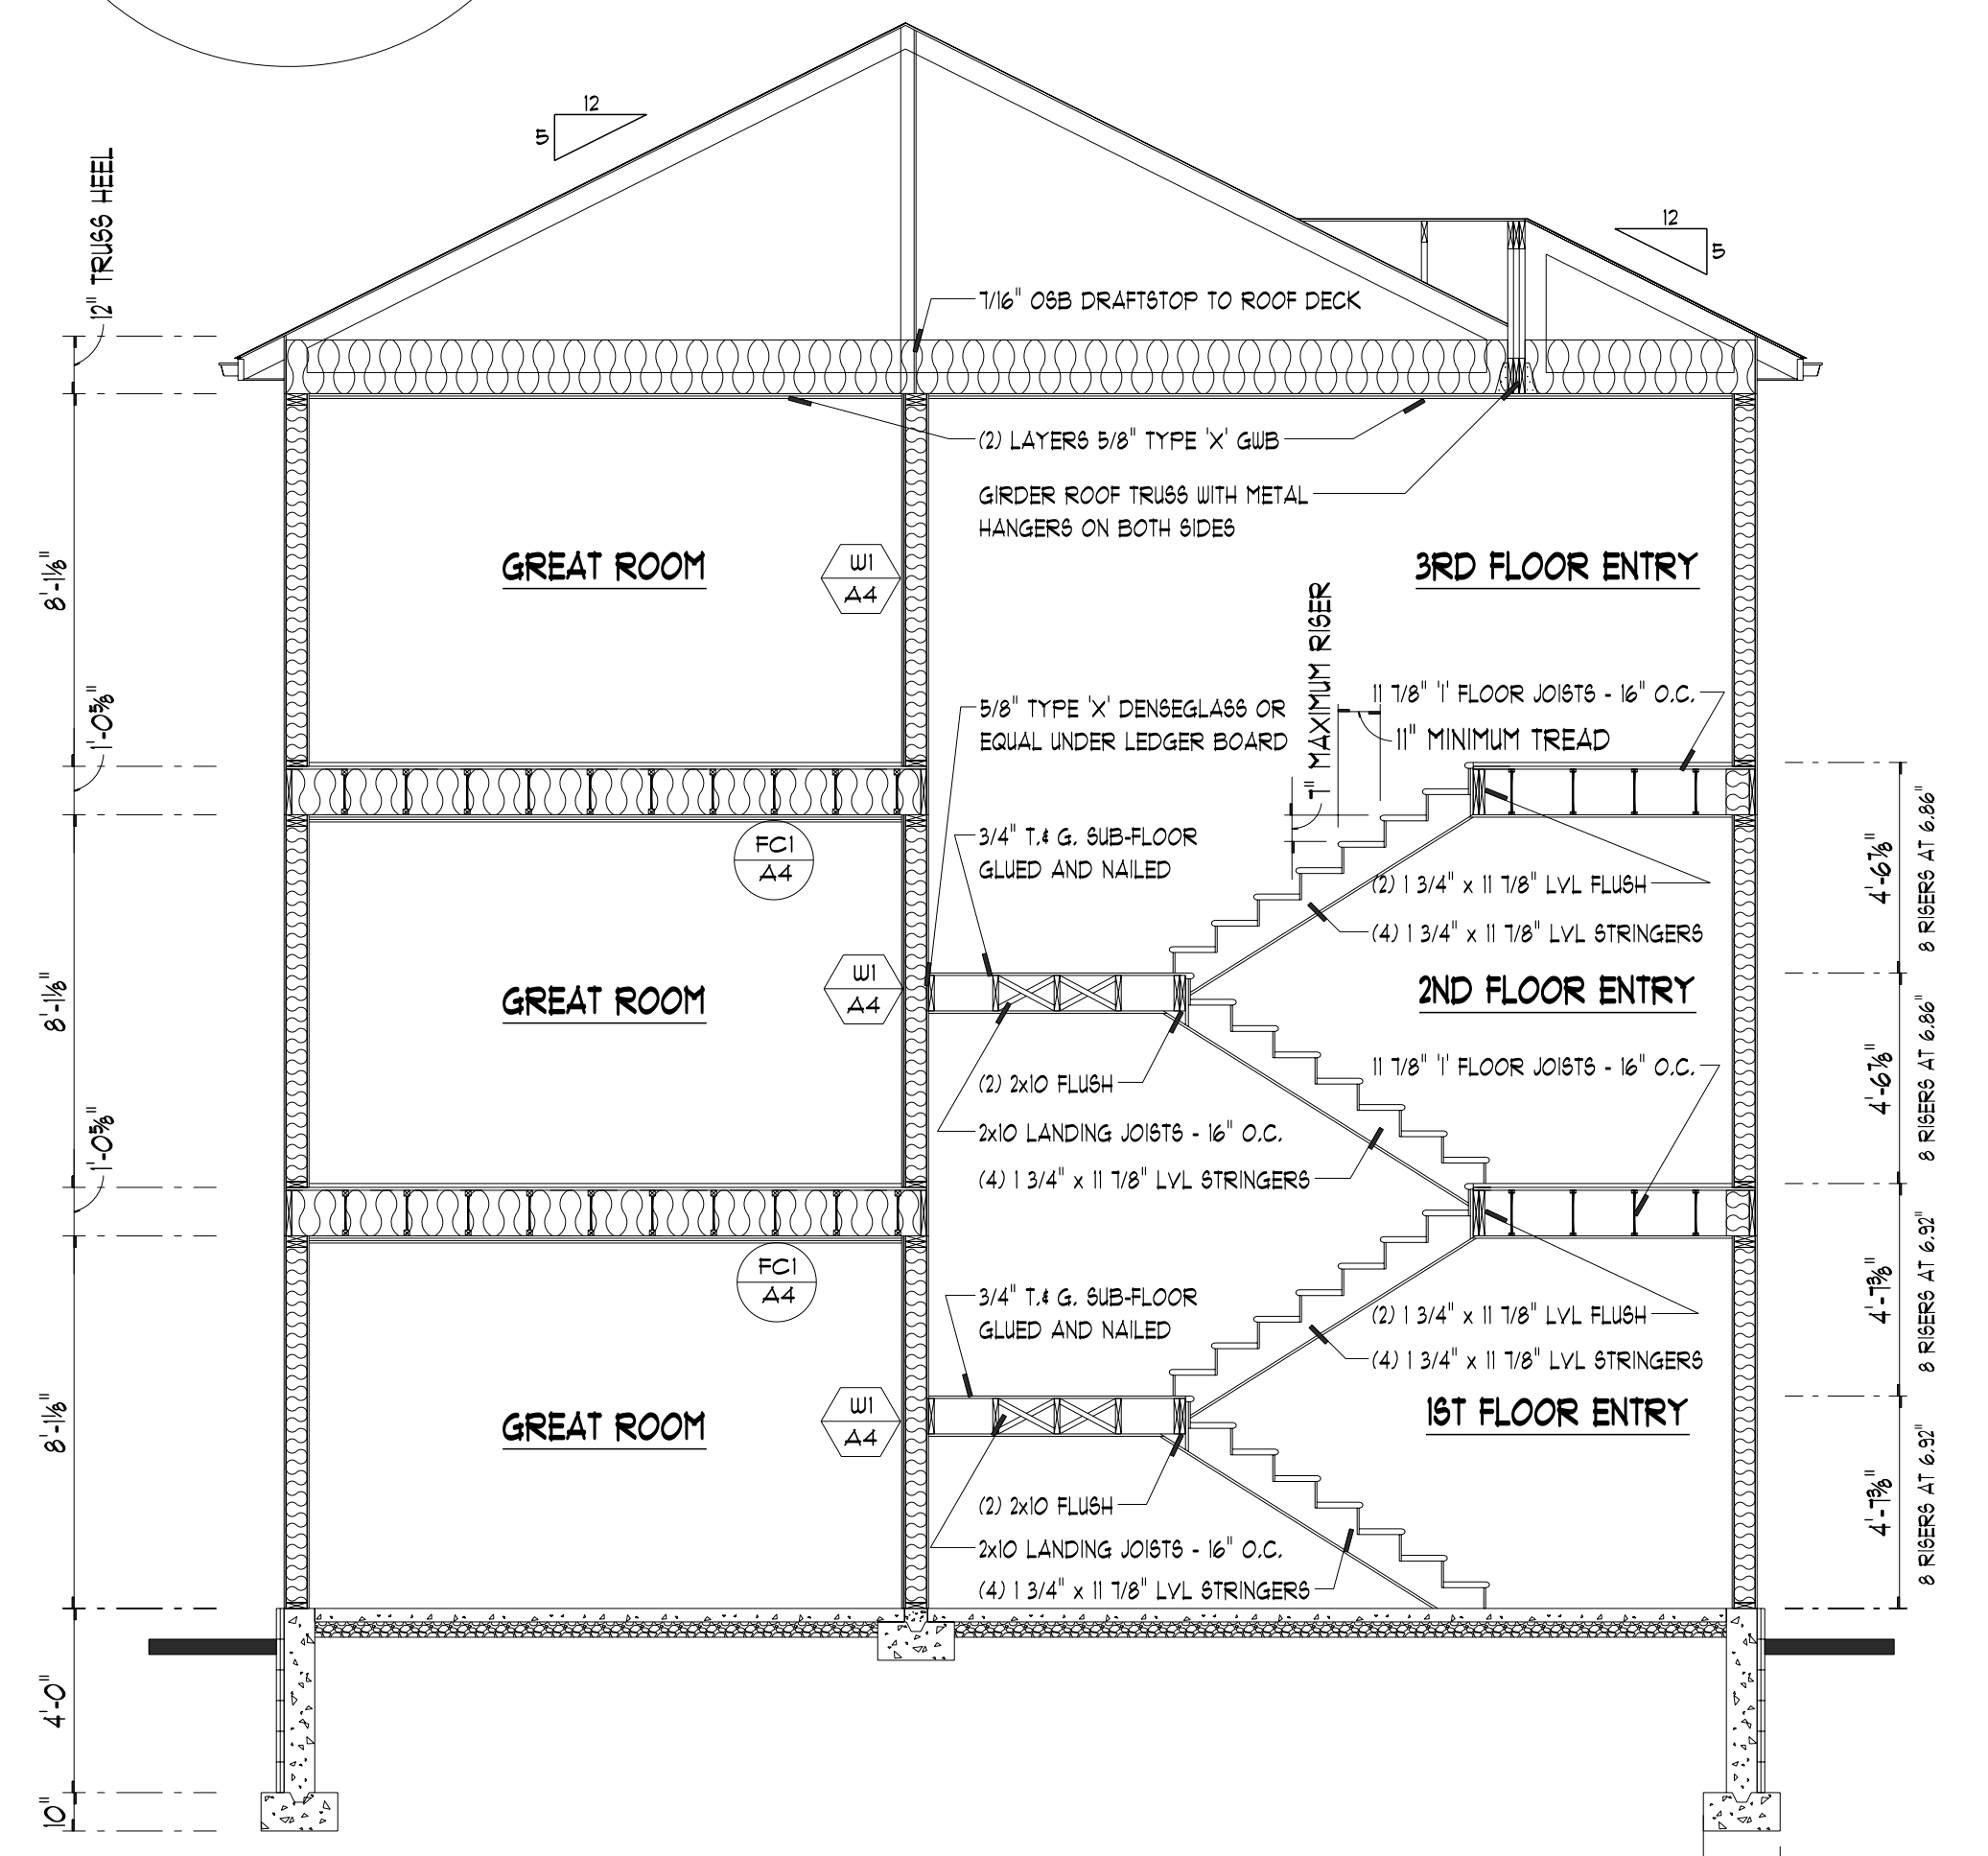 12
5
12" TRUSS HEEL
12
5
7/16" OSB DRAFTSTOP TO ROOF DECK
(2) LAYERS 5/8" TYPE 'X' GWB
GIRDER ROOF TRUSS WITH METAL
HANGERS ON BOTH SIDES
8'-1⅛"
GREAT ROOM
W1
A4
3RD FLOOR ENTRY
7" MAXIMUM RISER
1'-0⅝"
5/8" TYPE 'X' DENSEGLASS OR
EQUAL UNDER LEDGER BOARD
11 7/8" 'I' FLOOR JOISTS - 16" O.C.
11" MINIMUM TREAD
FC1
A4
3/4" T.& G. SUB-FLOOR
GLUED AND NAILED
(2) 1 3/4" x 11 7/8" LVL FLUSH
(4) 1 3/4" x 11 7/8" LVL STRINGERS
4'-6⅞"
8 RISERS AT 6.86"
8'-1⅛"
GREAT ROOM
W1
A4
2ND FLOOR ENTRY
11 7/8" 'I' FLOOR JOISTS - 16" O.C.
(2) 2x10 FLUSH
2x10 LANDING JOISTS - 16" O.C.
(4) 1 3/4" x 11 7/8" LVL STRINGERS
4'-6⅞"
8 RISERS AT 6.86"
1'-0⅝"
FC1
A4
3/4" T.& G. SUB-FLOOR
GLUED AND NAILED
(2) 1 3/4" x 11 7/8" LVL FLUSH
(4) 1 3/4" x 11 7/8" LVL STRINGERS
4'-7⅜"
8 RISERS AT 6.92"
8'-1⅛"
GREAT ROOM
W1
A4
1ST FLOOR ENTRY
(2) 2x10 FLUSH
2x10 LANDING JOISTS - 16" O.C.
(4) 1 3/4" x 11 7/8" LVL STRINGERS
4'-7⅜"
8 RISERS AT 6.92"
4'-0"
10"